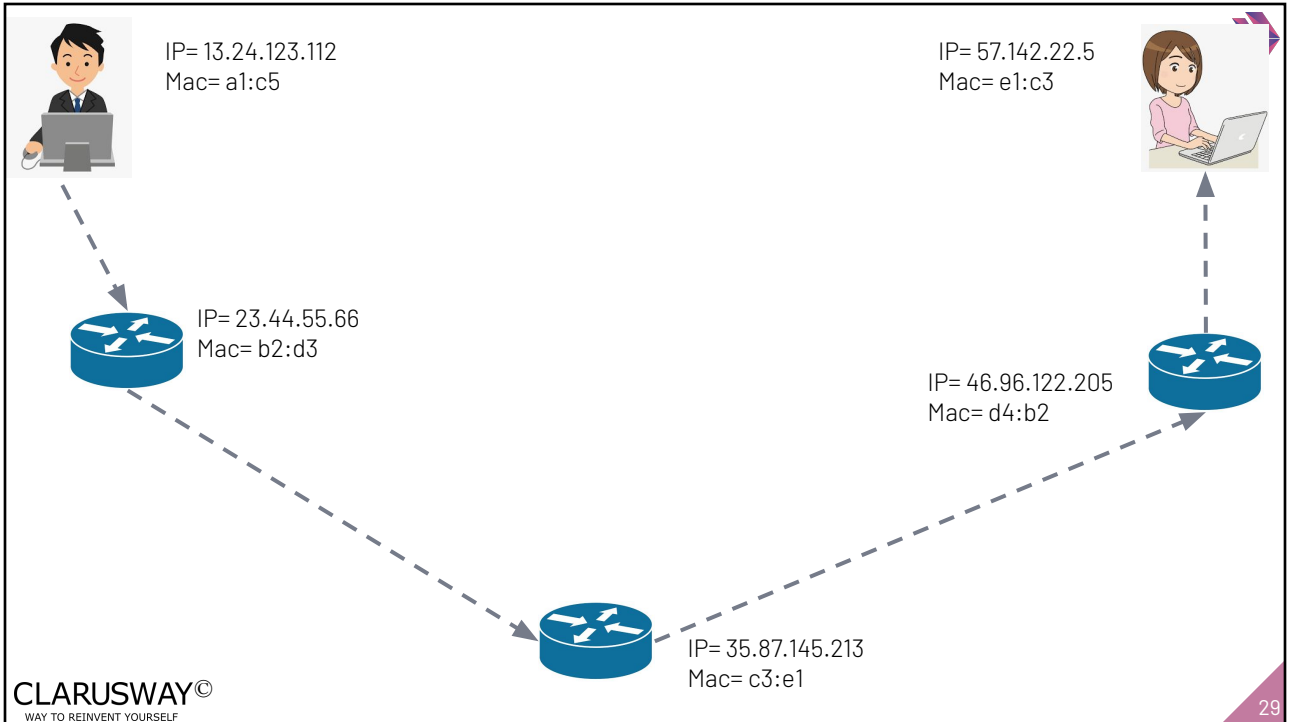 IP= 13.24.123.112
Mac= a1:c5
IP= 57.142.22.5
Mac= e1:c3
IP= 23.44.55.66
Mac= b2:d3
IP= 46.96.122.205
Mac= d4:b2
IP= 35.87.145.213
Mac= c3:e1
CLARUSWAY©
WAY TO REINVENT YOURSELF
29